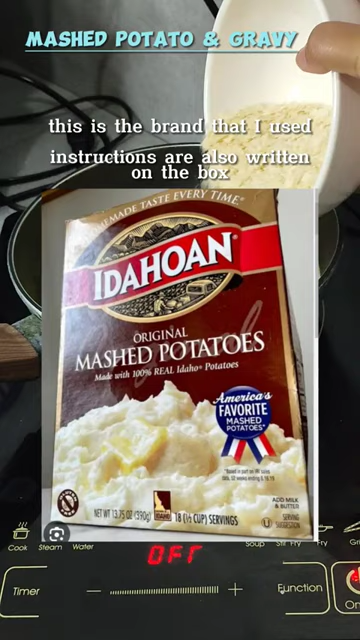 MASHED POTATO & GRAVY
this is the brand that I used
instructions are also written
on the box
HOMEMADE TASTE EVERY TIME®
IDAHOAN®
ORIGINAL
MASHED POTATOES
Made with 100% REAL Idaho® Potatoes
America's
FAVORITE
MASHED
POTATOES*
ADD MILK
& BUTTER
SERVING
SUGGESTION
NET WT 13.75 OZ (390g)
18 (½ CUP) SERVINGS
Cook Steam Water
Soup Stir Fry Fry
OFF
Timer
− +
Function
On